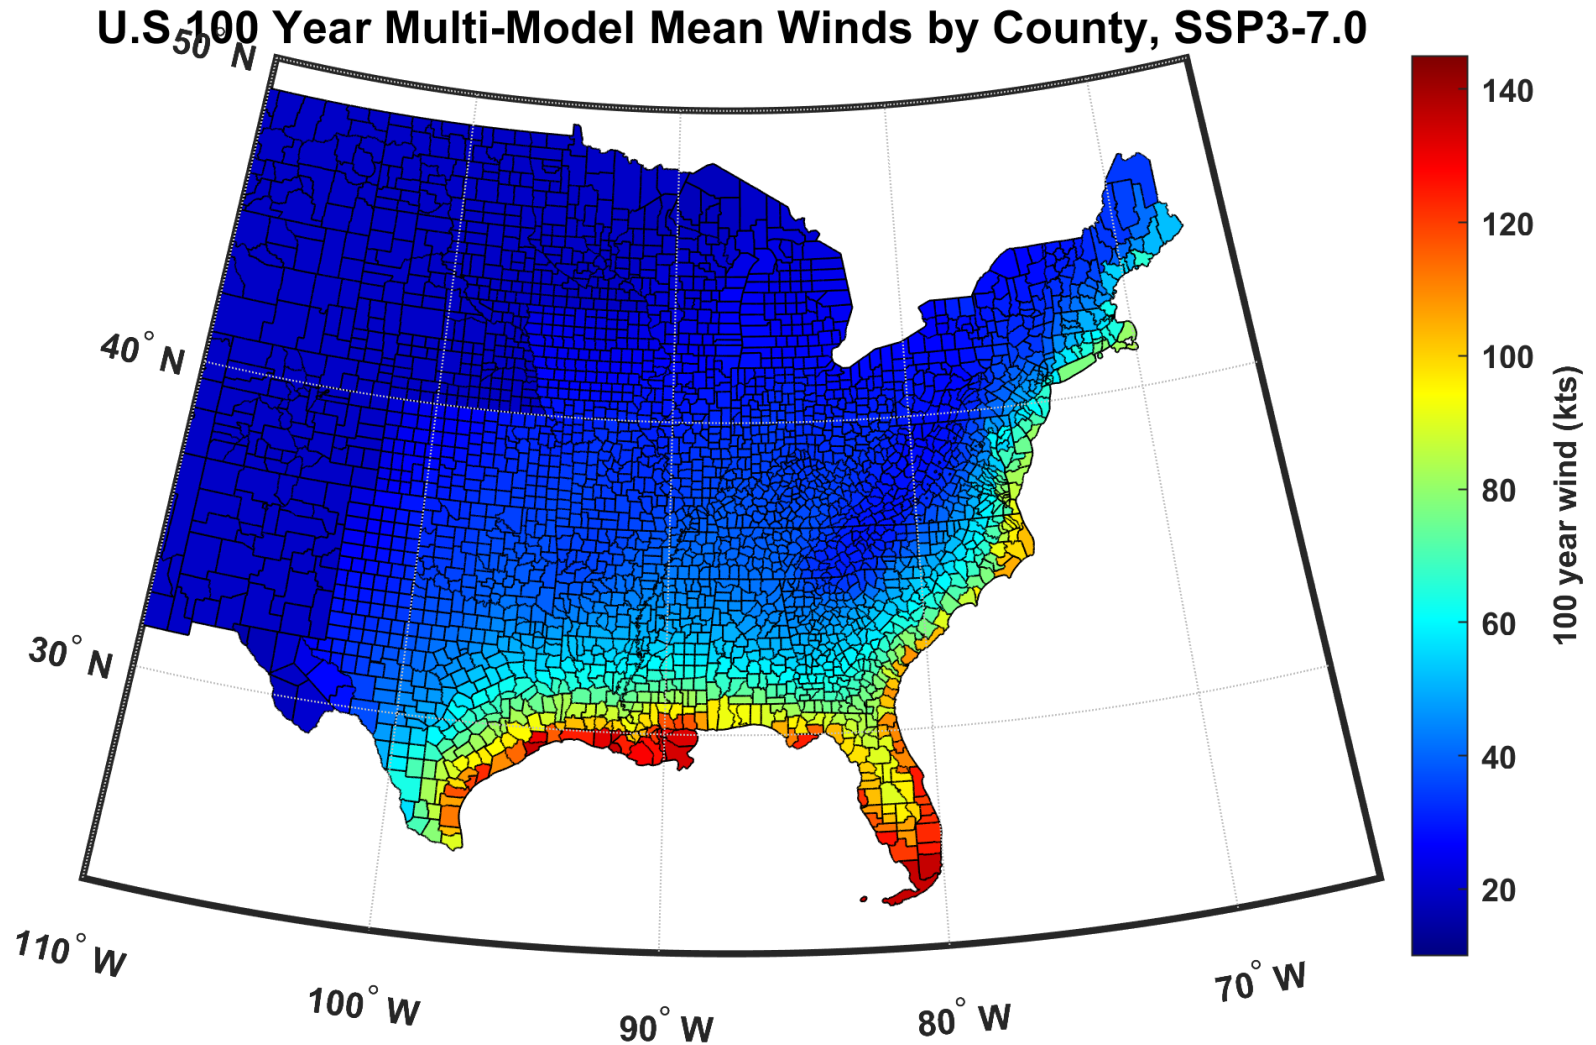 U.S.100 Year Multi-Model Mean Winds by County, SSP3-7.0
50° N
40° N
30° N
110° W
100° W
90° W
80° W
70° W
140
120
100
80
60
40
20
100 year wind (kts)